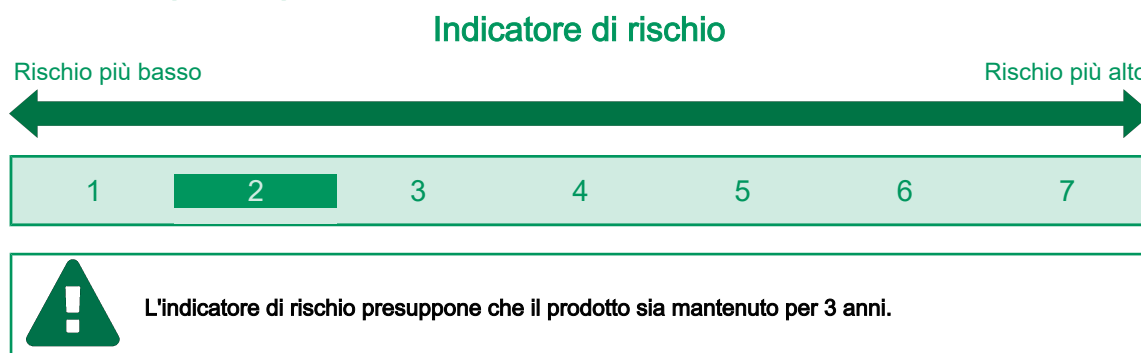 Indicatore di rischio
Rischio più basso Rischio più alto
1 2 3 4 5 6 7
L'indicatore di rischio presuppone che il prodotto sia mantenuto per 3 anni.